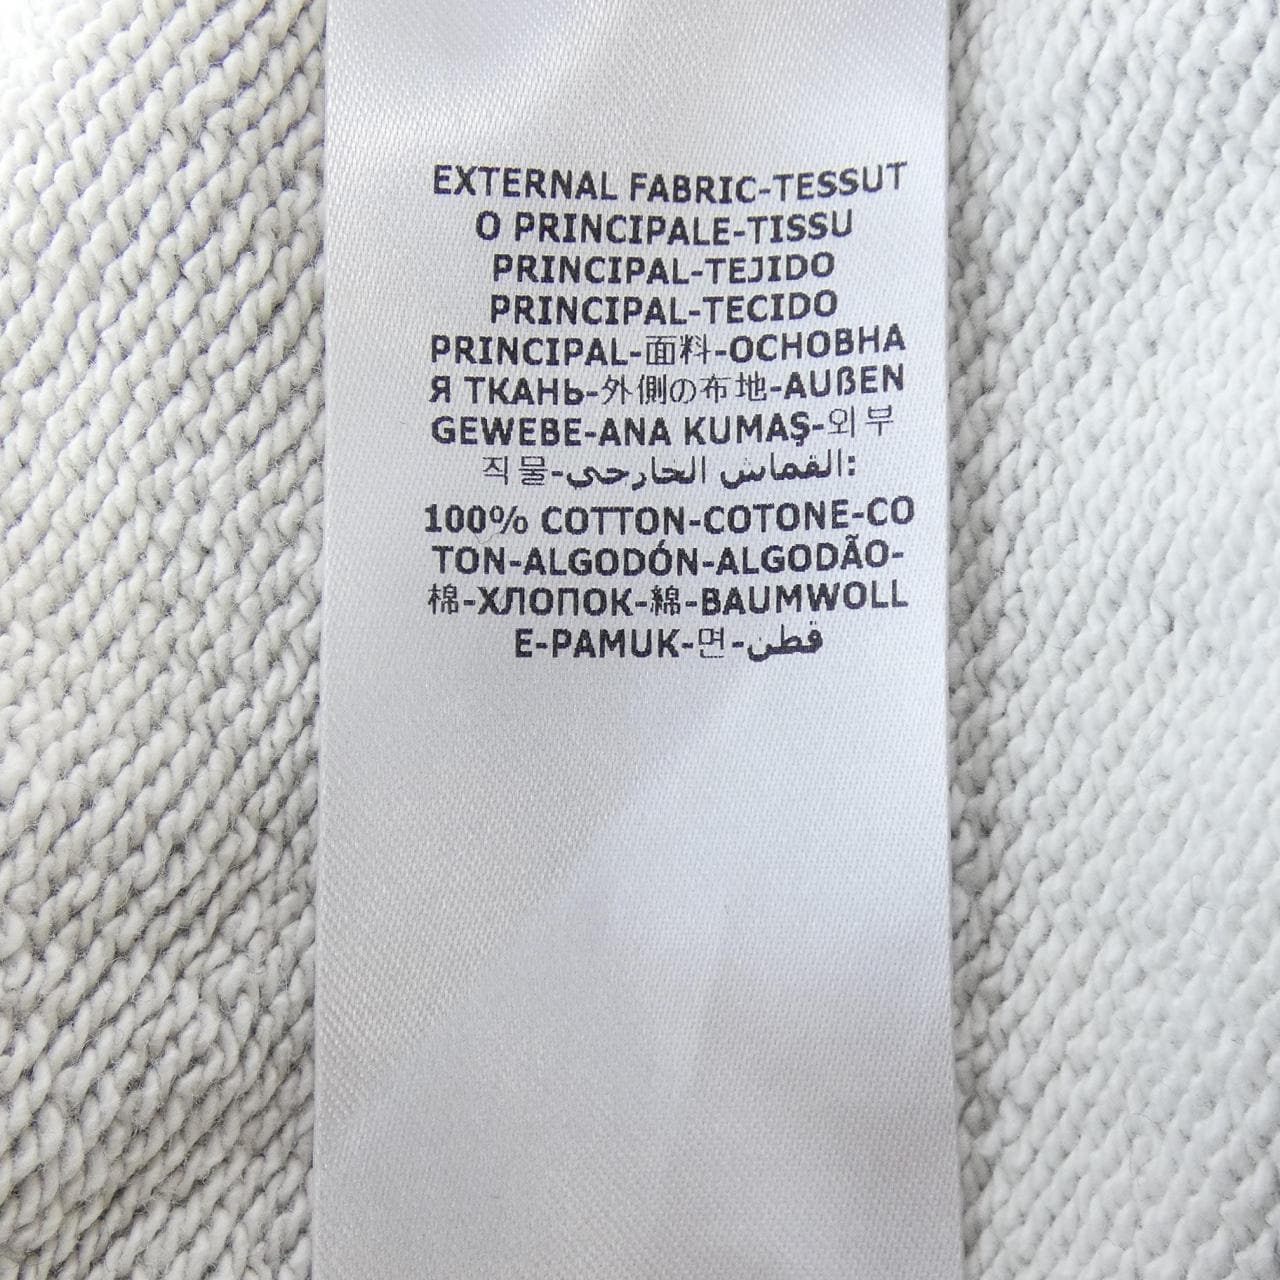 EXTERNAL FABRIC-TESSUT
O PRINCIPALE-TISSU
PRINCIPAL-TEJIDO
PRINCIPAL-TECIDO
PRINCIPAL-面料-ОСНОВНА
Я ТКАНЬ-外側の布地-AUßEN
GEWEBE-ANA KUMAŞ-외부
직물-القماش الخارجي:
100% COTTON-COTONE-CO
TON-ALGODÓN-ALGODÃO-
棉-ХЛОПОК-綿-BAUMWOLL
E-PAMUK-면-قطن